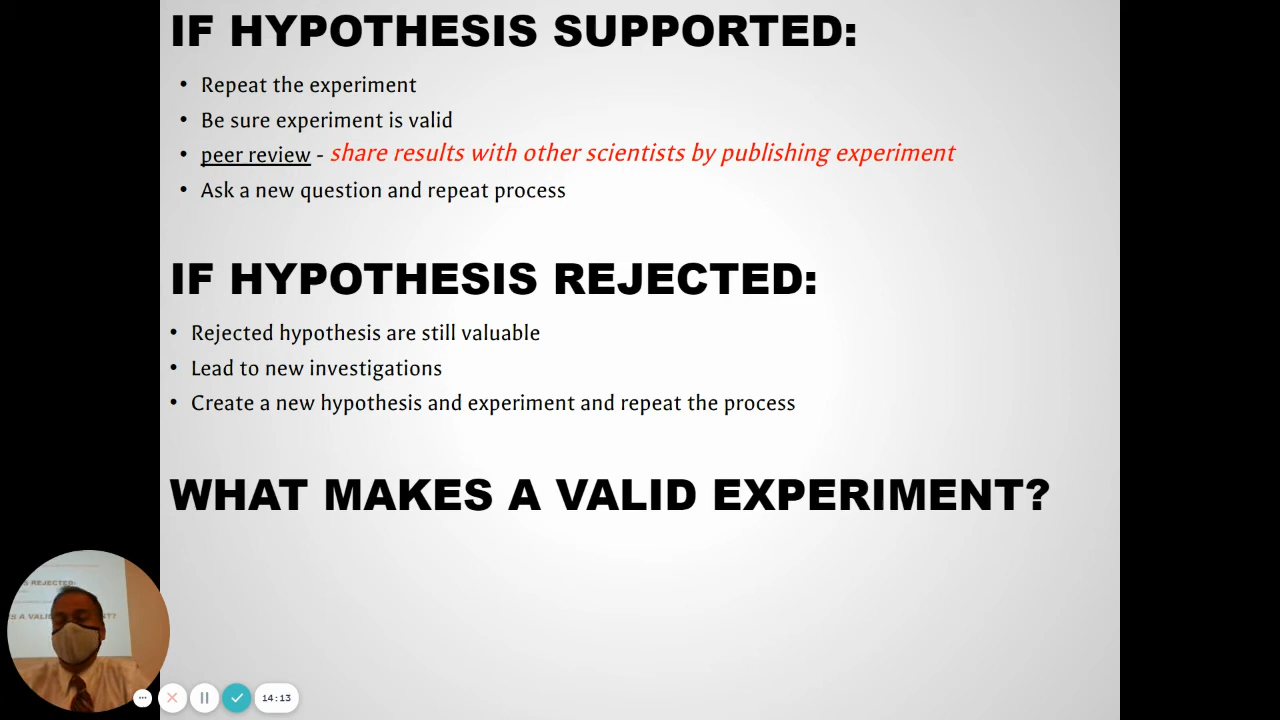 IF HYPOTHESIS SUPPORTED:
• Repeat the experiment
• Be sure experiment is valid
• peer review - share results with other scientists by publishing experiment
• Ask a new question and repeat process
IF HYPOTHESIS REJECTED:
• Rejected hypothesis are still valuable
• Lead to new investigations
• Create a new hypothesis and experiment and repeat the process
WHAT MAKES A VALID EXPERIMENT?
REJECTED:
14:13